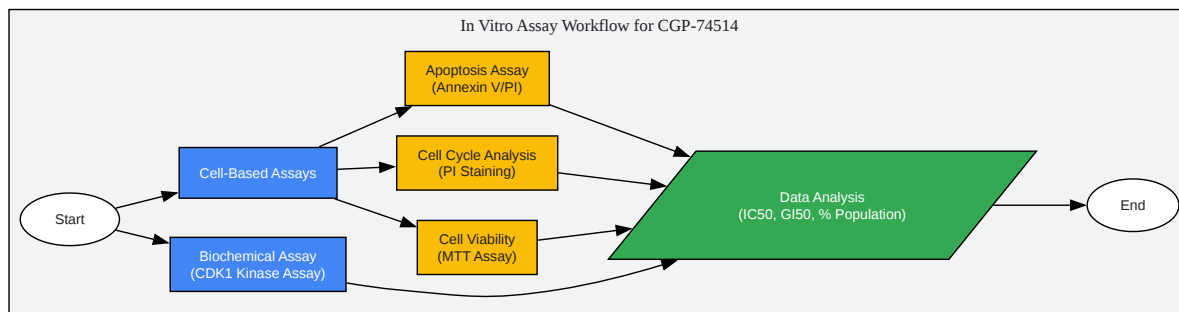 In Vitro Assay Workflow for CGP-74514
Start
Cell-Based Assays
Biochemical Assay
(CDK1 Kinase Assay)
Apoptosis Assay
(Annexin V/PI)
Cell Cycle Analysis
(PI Staining)
Cell Viability
(MTT Assay)
Data Analysis
(IC50, GI50, % Population)
End